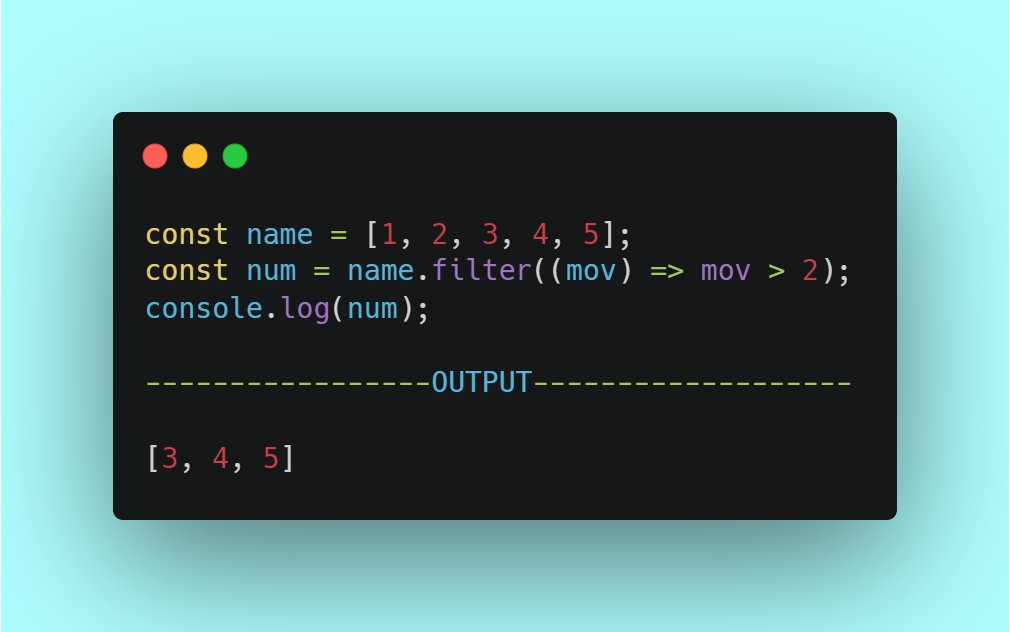 const name = [1, 2, 3, 4, 5];
const num = name.filter((mov) => mov > 2);
console.log(num);
-----------------OUTPUT-------------------
[3, 4, 5]